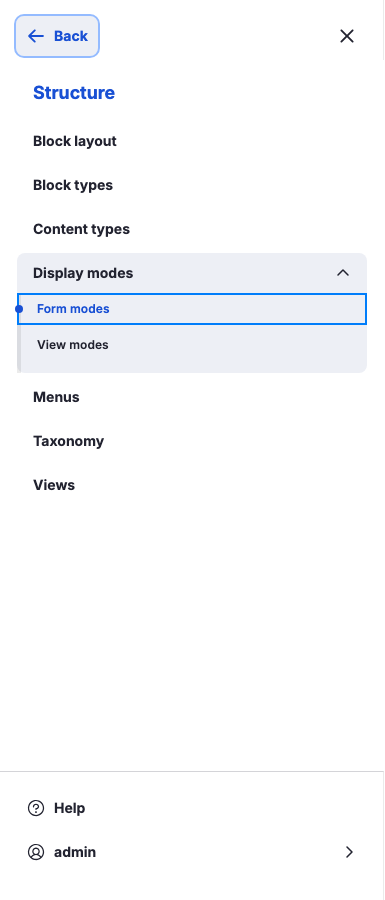 Back
Structure
Block layout
Block types
Content types
Display modes
Form modes
View modes
Menus
Taxonomy
Views
Help
admin